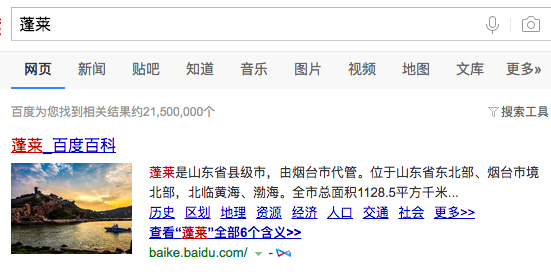 蓬莱
网页 新闻 贴吧 知道 音乐 图片 视频 地图 文库 更多»
百度为您找到相关结果约21,500,000个 搜索工具
蓬莱_百度百科
蓬莱是山东省县级市，由烟台市代管。位于山东省东北部、烟台市境
北部，北临黄海、渤海。全市总面积1128.5平方千米...
历史 区划 地理 资源 经济 人口 交通 社会 更多>>
查看“蓬莱”全部6个含义>>
baike.baidu.com/ -